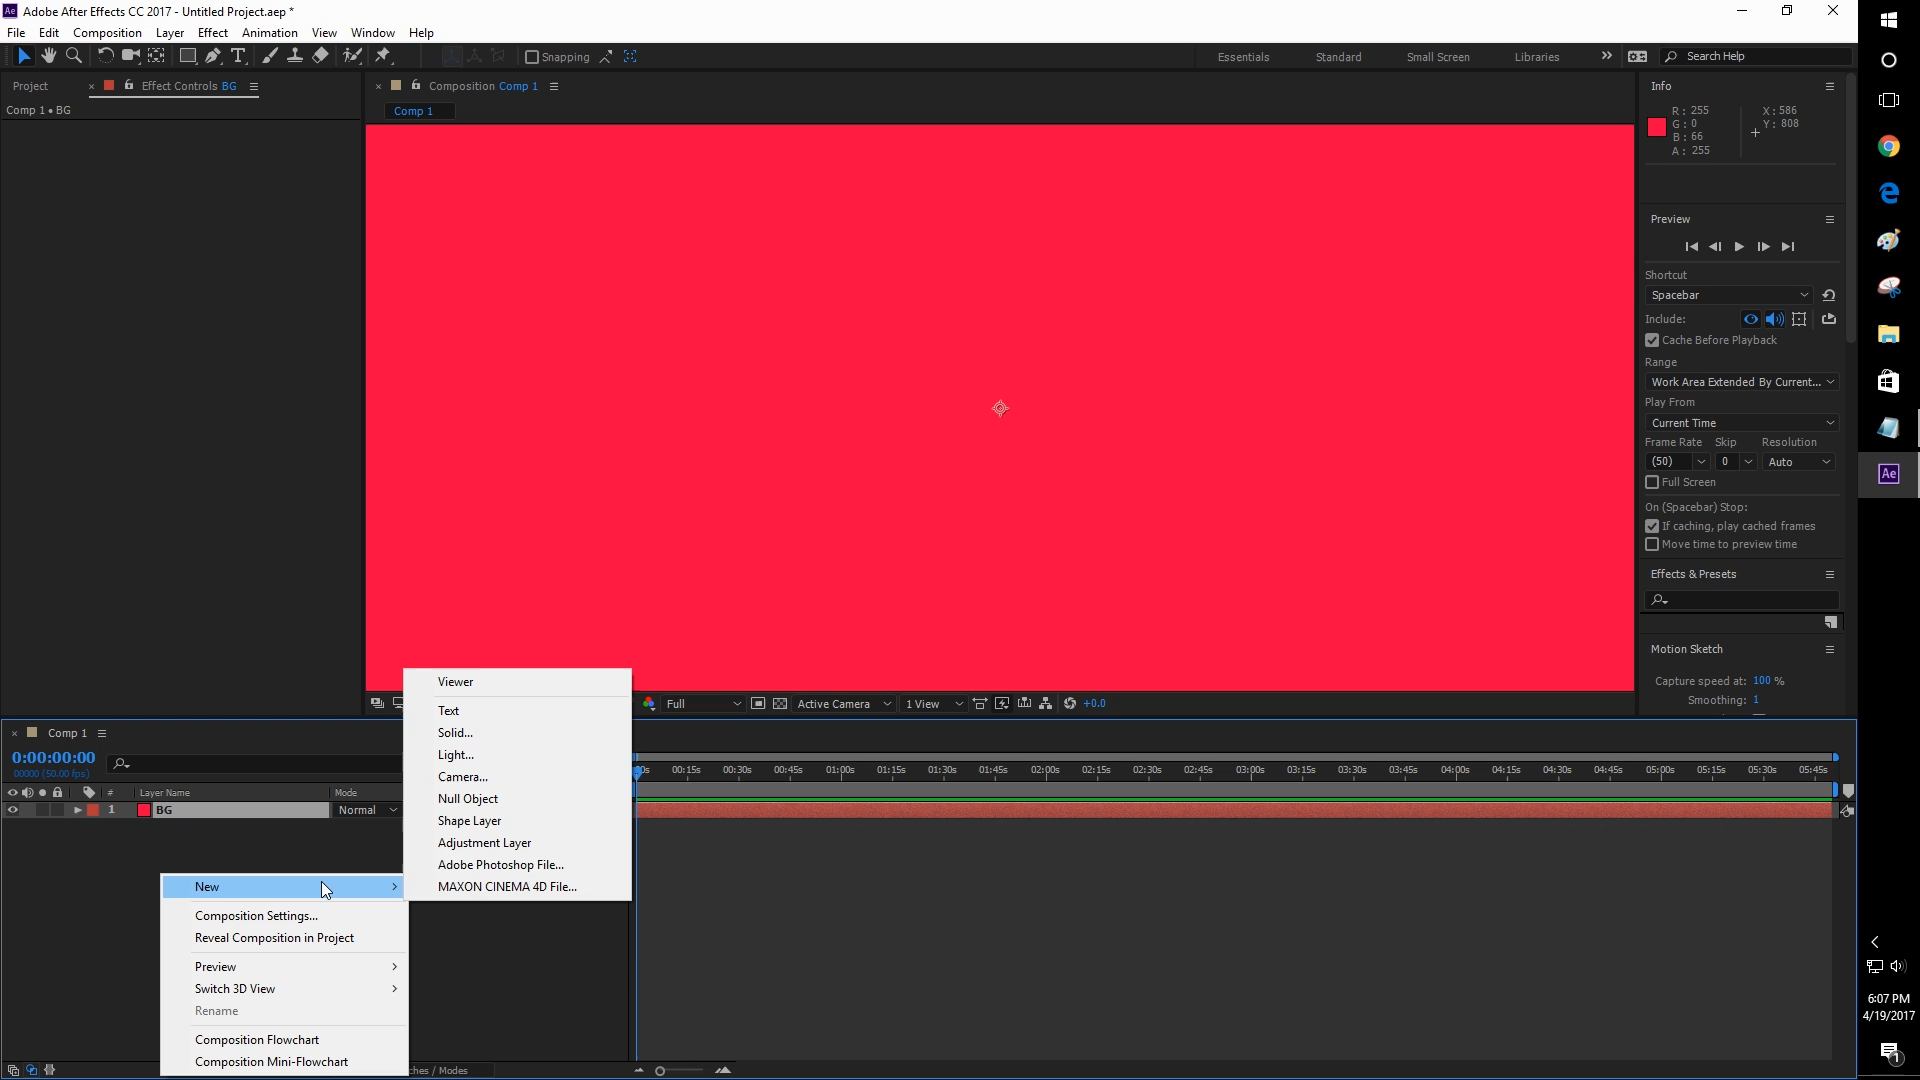 Ae Adobe After Effects CC 2017 - Untitled Project.aep *
File Edit Composition Layer Effect Animation View Window Help
T Snapping Essentials Standard Small Screen Libraries Search Help
Project Effect Controls BG
Comp 1 • BG
Composition Comp 1
Comp 1
Info
R: 255
G: 0
B: 66
A: 255
X: 586
Y: 808
Preview
Shortcut
Spacebar
Include:
Cache Before Playback
Range
Work Area Extended By Current...
Play From
Current Time
Frame Rate Skip Resolution
(50) 0 Auto
Full Screen
On (Spacebar) Stop:
If caching, play cached frames
Move time to preview time
Effects & Presets
Motion Sketch
Capture speed at: 100 %
Smoothing: 1
Full Active Camera 1 View +0.0
Comp 1
0:00:00:00
00000 (50.00 fps)
# Layer Name Mode
1 BG Normal
00:15s 00:30s 00:45s 01:00s 01:15s 01:30s 01:45s 02:00s 02:15s 02:30s 02:45s 03:00s 03:15s 03:30s 03:45s 04:00s 04:15s 04:30s 04:45s 05:00s 05:15s 05:30s 05:45s
Viewer
Text
Solid...
Light...
Camera...
Null Object
Shape Layer
Adjustment Layer
Adobe Photoshop File...
MAXON CINEMA 4D File...
New
Composition Settings...
Reveal Composition in Project
Preview
Switch 3D View
Rename
Composition Flowchart
Composition Mini-Flowchart
ches / Modes
Ae
6:07 PM
4/19/2017
1